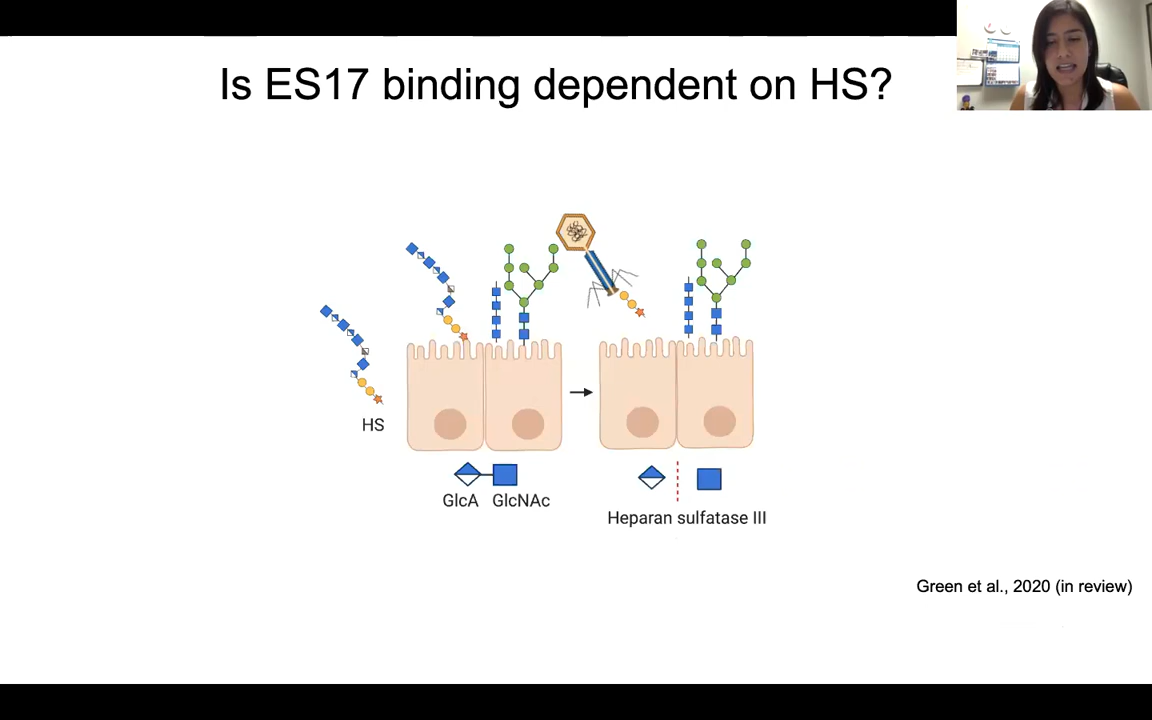 Is ES17 binding dependent on HS?
HS
GlcA GlcNAc
Heparan sulfatase III
Green et al., 2020 (in review)